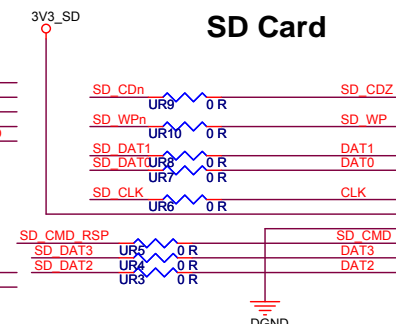 3V3_SD
SD Card
SD_CDn UR9 0 R SD_CDZ
SD_WPn UR10 0 R SD_WP
SD_DAT1 UR8 0 R DAT1
SD_DAT0 UR7 0 R DAT0
SD_CLK UR6 0 R CLK
SD_CMD_RSP UR5 0 R SD_CMD
SD_DAT3 UR4 0 R DAT3
SD_DAT2 UR3 0 R DAT2
DGND